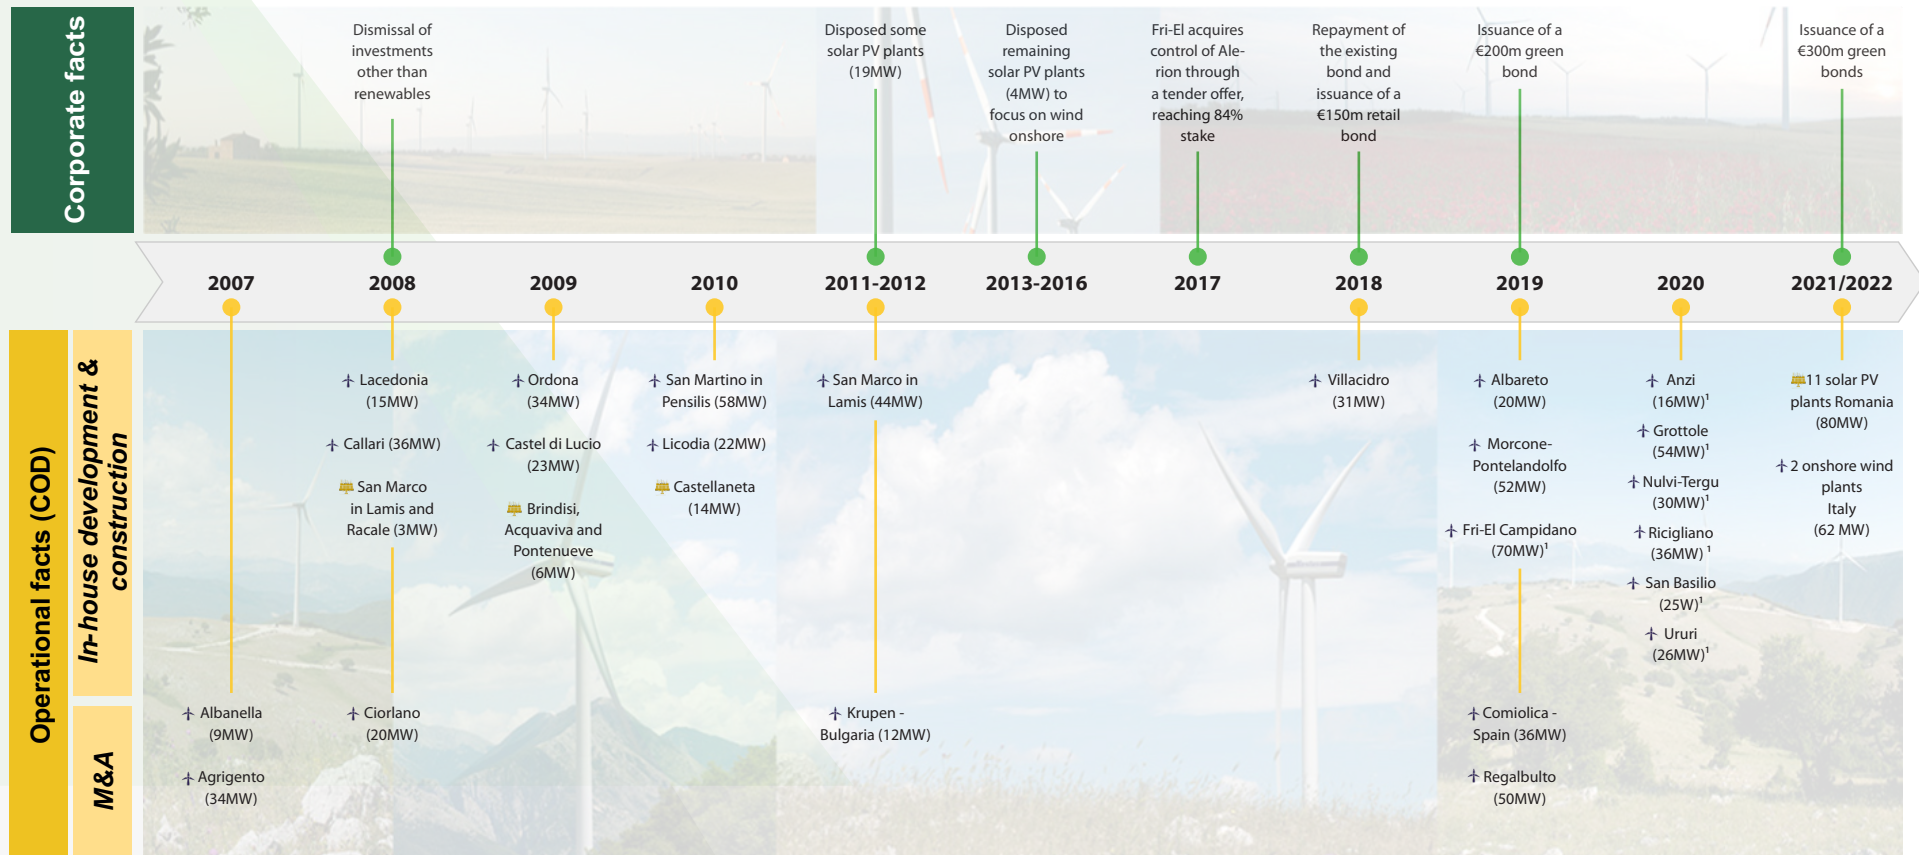 Corporate facts
Dismissal of
investments
other than
renewables
Disposed some
solar PV plants
(19MW)
Disposed
remaining
solar PV plants
(4MW) to
focus on wind
onshore
Fri-El acquires
control of Ale-
rion through
a tender offer,
reaching 84%
stake
Repayment of
the existing
bond and
issuance of a
€150m retail
bond
Issuance of a
€200m green
bond
Issuance of a
€300m green
bonds
2007
2008
2009
2010
2011-2012
2013-2016
2017
2018
2019
2020
2021/2022
Operational facts (COD)
In-house development &
construction
Lacedonia
(15MW)
Callari (36MW)
San Marco
in Lamis and
Racale (3MW)
Ordona
(34MW)
Castel di Lucio
(23MW)
Brindisi,
Acquaviva and
Pontenueve
(6MW)
San Martino in
Pensilis (58MW)
Licodia (22MW)
Castellaneta
(14MW)
San Marco in
Lamis (44MW)
Villacidro
(31MW)
Albareto
(20MW)
Morcone-
Pontelandolfo
(52MW)
Fri-El Campidano
(70MW)¹
Anzi
(16MW)¹
Grottole
(54MW)¹
Nulvi-Tergu
(30MW)¹
Ricigliano
(36MW) ¹
San Basilio
(25W)¹
Ururi
(26MW)¹
11 solar PV
plants Romania
(80MW)
2 onshore wind
plants
Italy
(62 MW)
M&A
Albanella
(9MW)
Agrigento
(34MW)
Ciorlano
(20MW)
Krupen -
Bulgaria (12MW)
Comiolica -
Spain (36MW)
Regalbulto
(50MW)